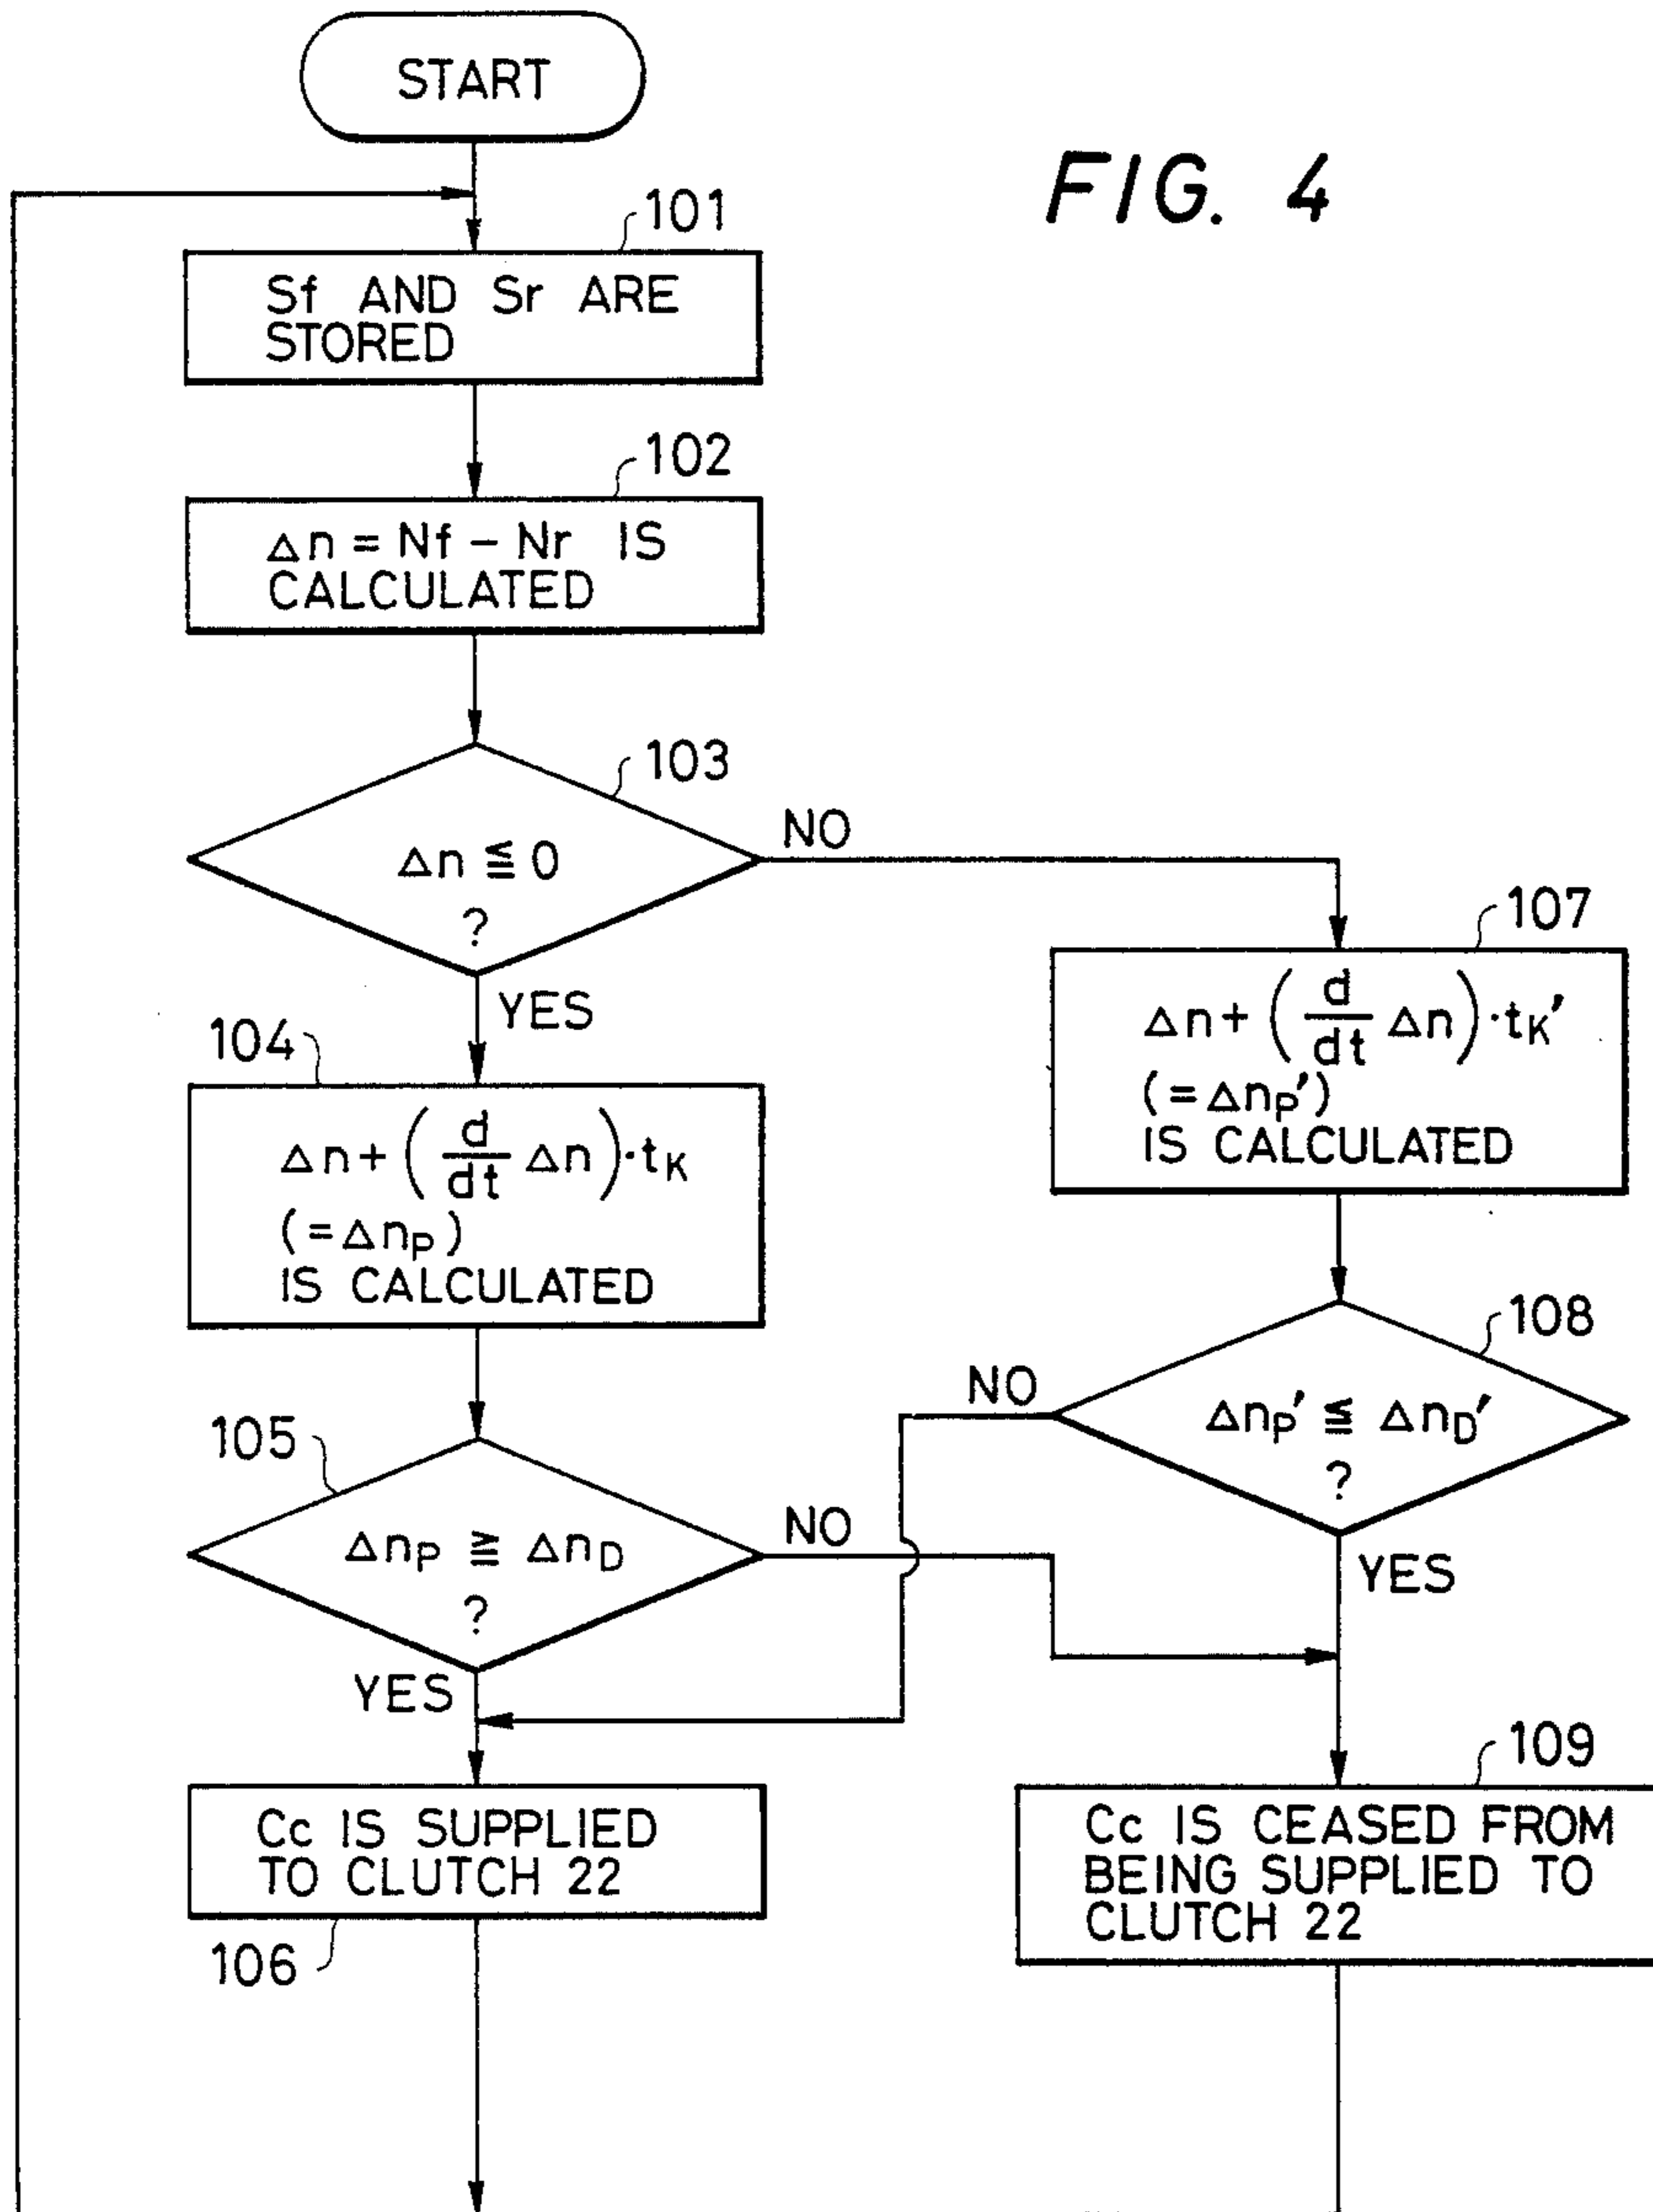 START
FIG. 4
101
Sf AND Sr ARE
STORED
102
Δn = Nf − Nr IS
CALCULATED
103
Δn ≦ 0
?
NO
YES
107
Δn + (d/dt Δn)·tK′
(=ΔnP′)
IS CALCULATED
104
Δn + (d/dt Δn)·tK
(=ΔnP)
IS CALCULATED
108
ΔnP′ ≦ ΔnD′
?
NO
YES
105
ΔnP ≧ ΔnD
?
NO
YES
106
Cc IS SUPPLIED
TO CLUTCH 22
109
Cc IS CEASED FROM
BEING SUPPLIED TO
CLUTCH 22